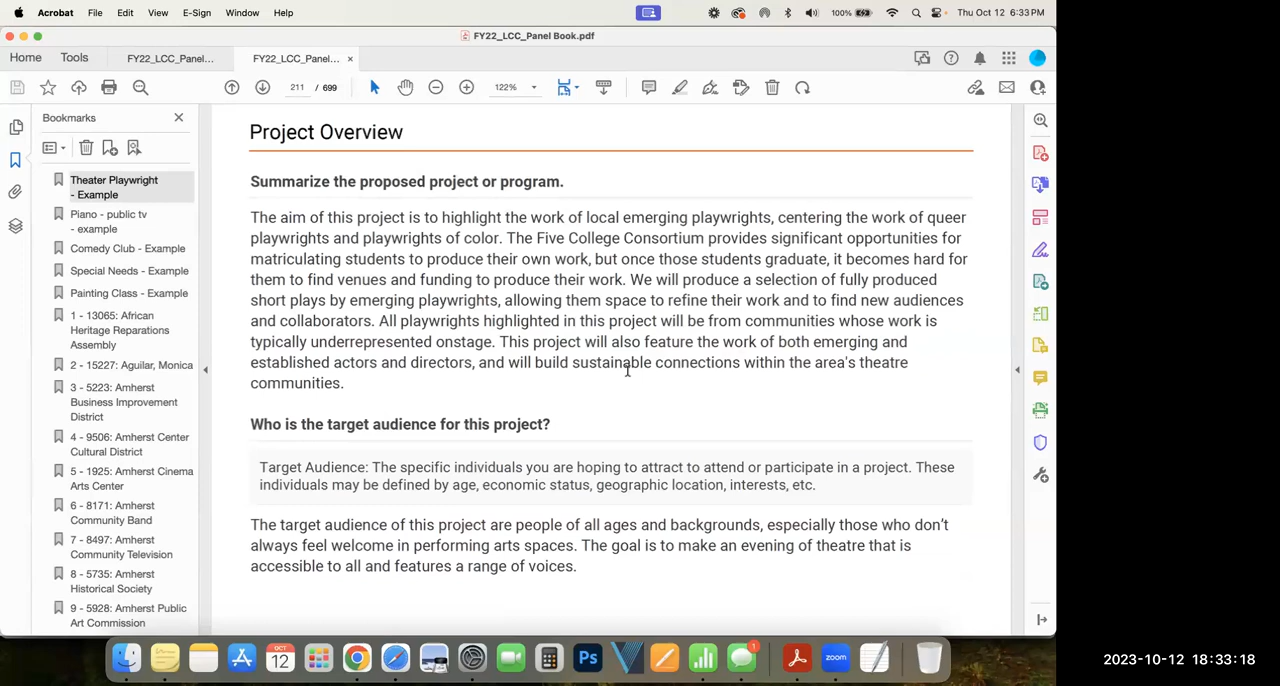 Acrobat File Edit View E-Sign Window Help 100% Thu Oct 12 6:33 PM
FY22_LCC_Panel Book.pdf
Home Tools FY22_LCC_Panel... FY22_LCC_Panel... ×
211 / 699 122%
Bookmarks
Theater Playwright
- Example
Piano - public tv
- example
Comedy Club - Example
Special Needs - Example
Painting Class - Example
1 - 13065: African
Heritage Reparations
Assembly
2 - 15227: Aguilar, Monica
3 - 5223: Amherst
Business Improvement
District
4 - 9506: Amherst Center
Cultural District
5 - 1925: Amherst Cinema
Arts Center
6 - 8171: Amherst
Community Band
7 - 8497: Amherst
Community Television
8 - 5735: Amherst
Historical Society
9 - 5928: Amherst Public
Art Commission
Project Overview
Summarize the proposed project or program.
The aim of this project is to highlight the work of local emerging playwrights, centering the work of queer
playwrights and playwrights of color. The Five College Consortium provides significant opportunities for
matriculating students to produce their own work, but once those students graduate, it becomes hard for
them to find venues and funding to produce their work. We will produce a selection of fully produced
short plays by emerging playwrights, allowing them space to refine their work and to find new audiences
and collaborators. All playwrights highlighted in this project will be from communities whose work is
typically underrepresented onstage. This project will also feature the work of both emerging and
established actors and directors, and will build sustainable connections within the area's theatre
communities.
Who is the target audience for this project?
Target Audience: The specific individuals you are hoping to attract to attend or participate in a project. These
individuals may be defined by age, economic status, geographic location, interests, etc.
The target audience of this project are people of all ages and backgrounds, especially those who don't
always feel welcome in performing arts spaces. The goal is to make an evening of theatre that is
accessible to all and features a range of voices.
OCT
12
Ps
1
zoom
2023-10-12 18:33:18